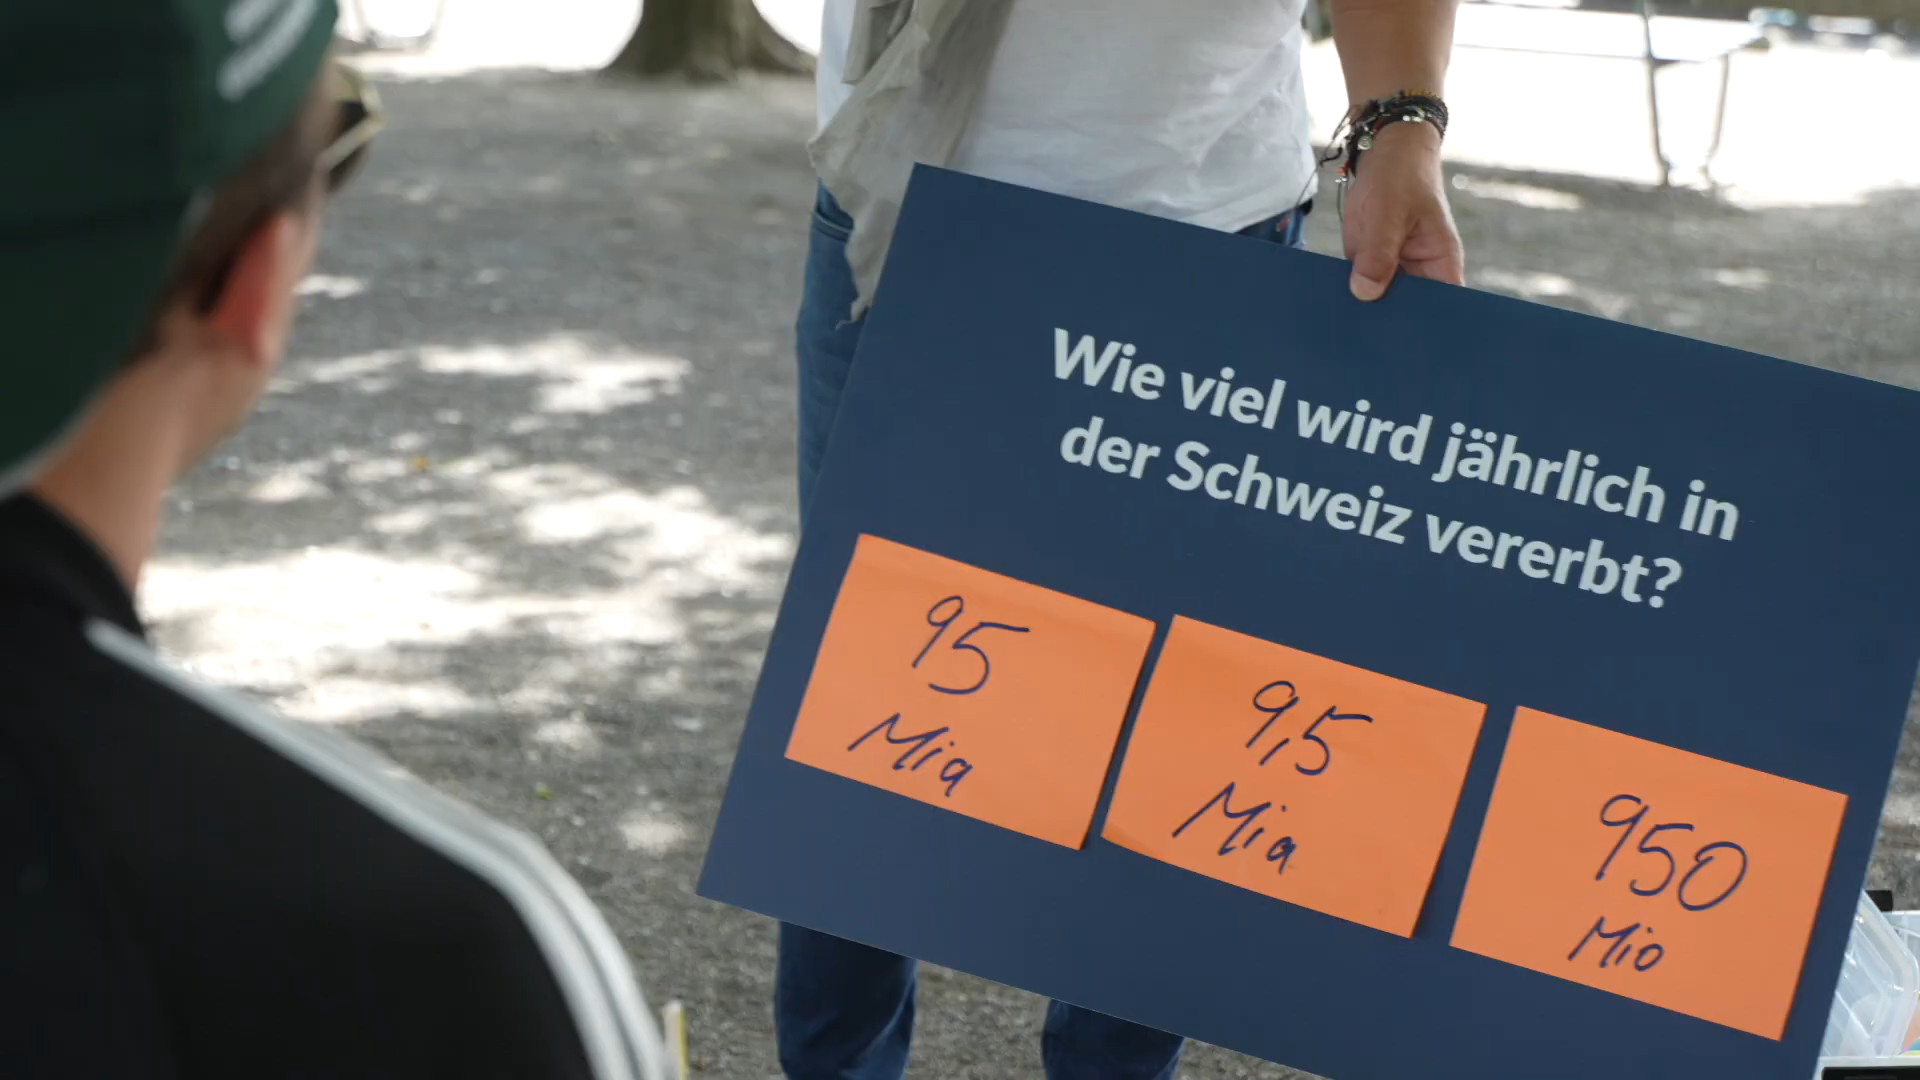 Wie viel wird jährlich in
der Schweiz vererbt?
95
Mia
9,5
Mia
950
Mio